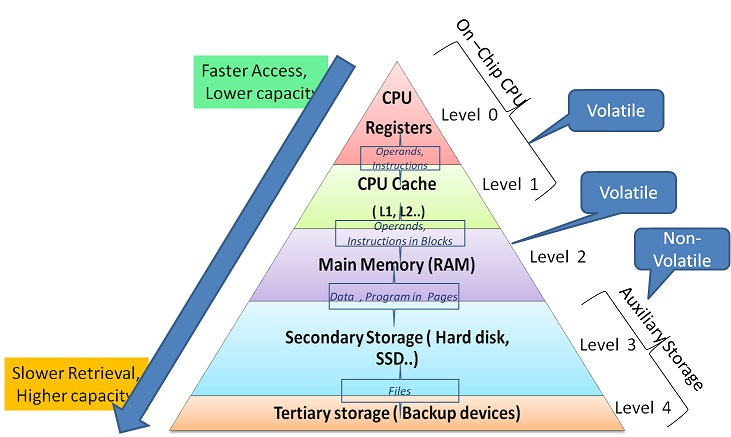 On –Chip CPU
Faster Access,
Lower capacity
CPU
Registers
Level 0
Volatile
Operands,
Instructions
CPU Cache
( L1, L2..)
Level 1
Volatile
Operands,
Instructions in Blocks
Main Memory (RAM)
Level 2
Non-
Volatile
Data , Program in Pages
Auxiliary Storage
Secondary Storage ( Hard disk,
SSD..)
Level 3
Slower Retrieval,
Higher capacity
Files
Tertiary storage ( Backup devices)
Level 4